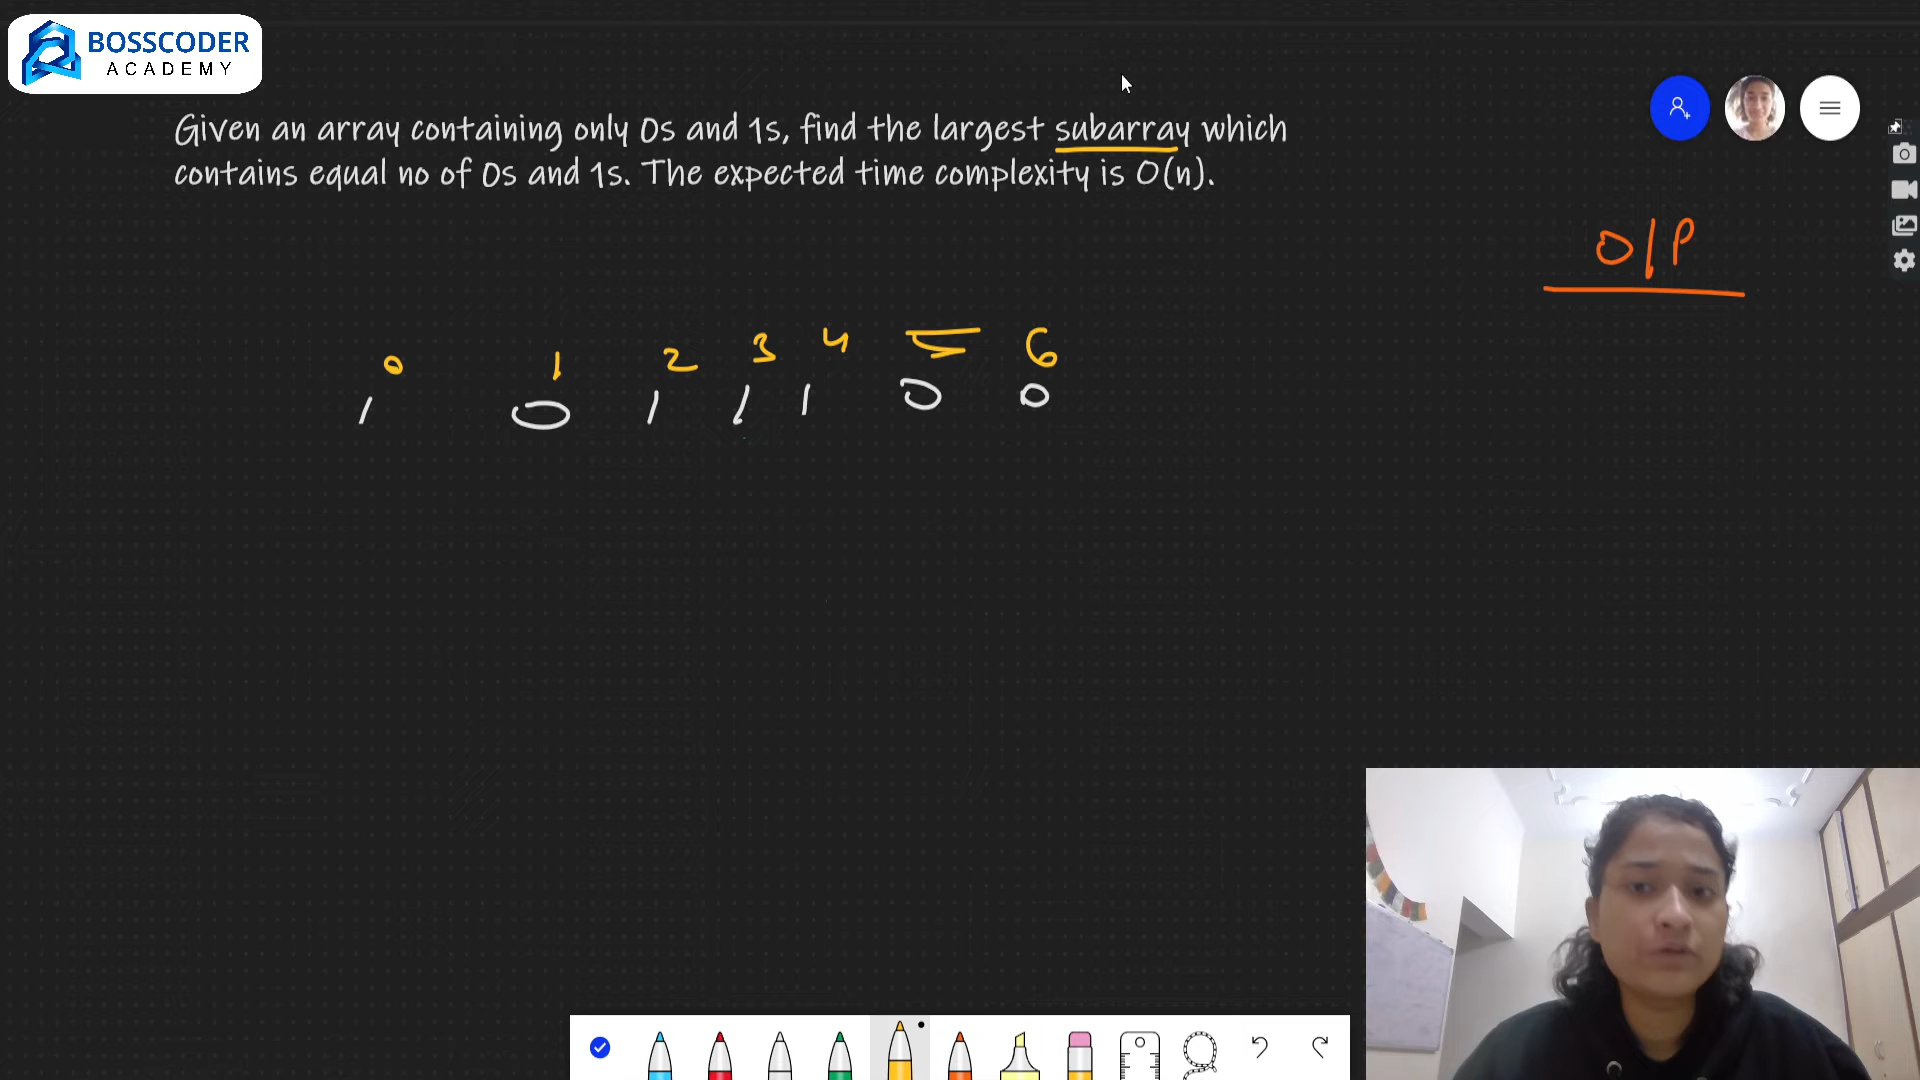 BOSSCODER
ACADEMY
Given an array containing only 0s and 1s, find the largest subarray which
contains equal no of 0s and 1s. The expected time complexity is O(n).
O/P
0 1 2 3 4 5 6
1 0 1 1 1 0 0